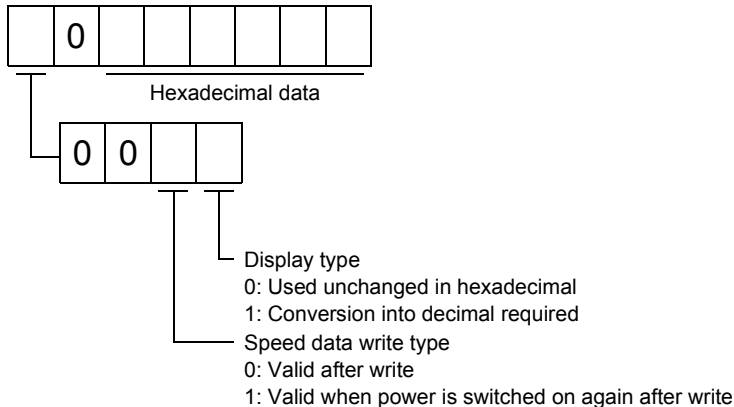 0
Hexadecimal data
0 0
Display type
0: Used unchanged in hexadecimal
1: Conversion into decimal required
Speed data write type
0: Valid after write
1: Valid when power is switched on again after write